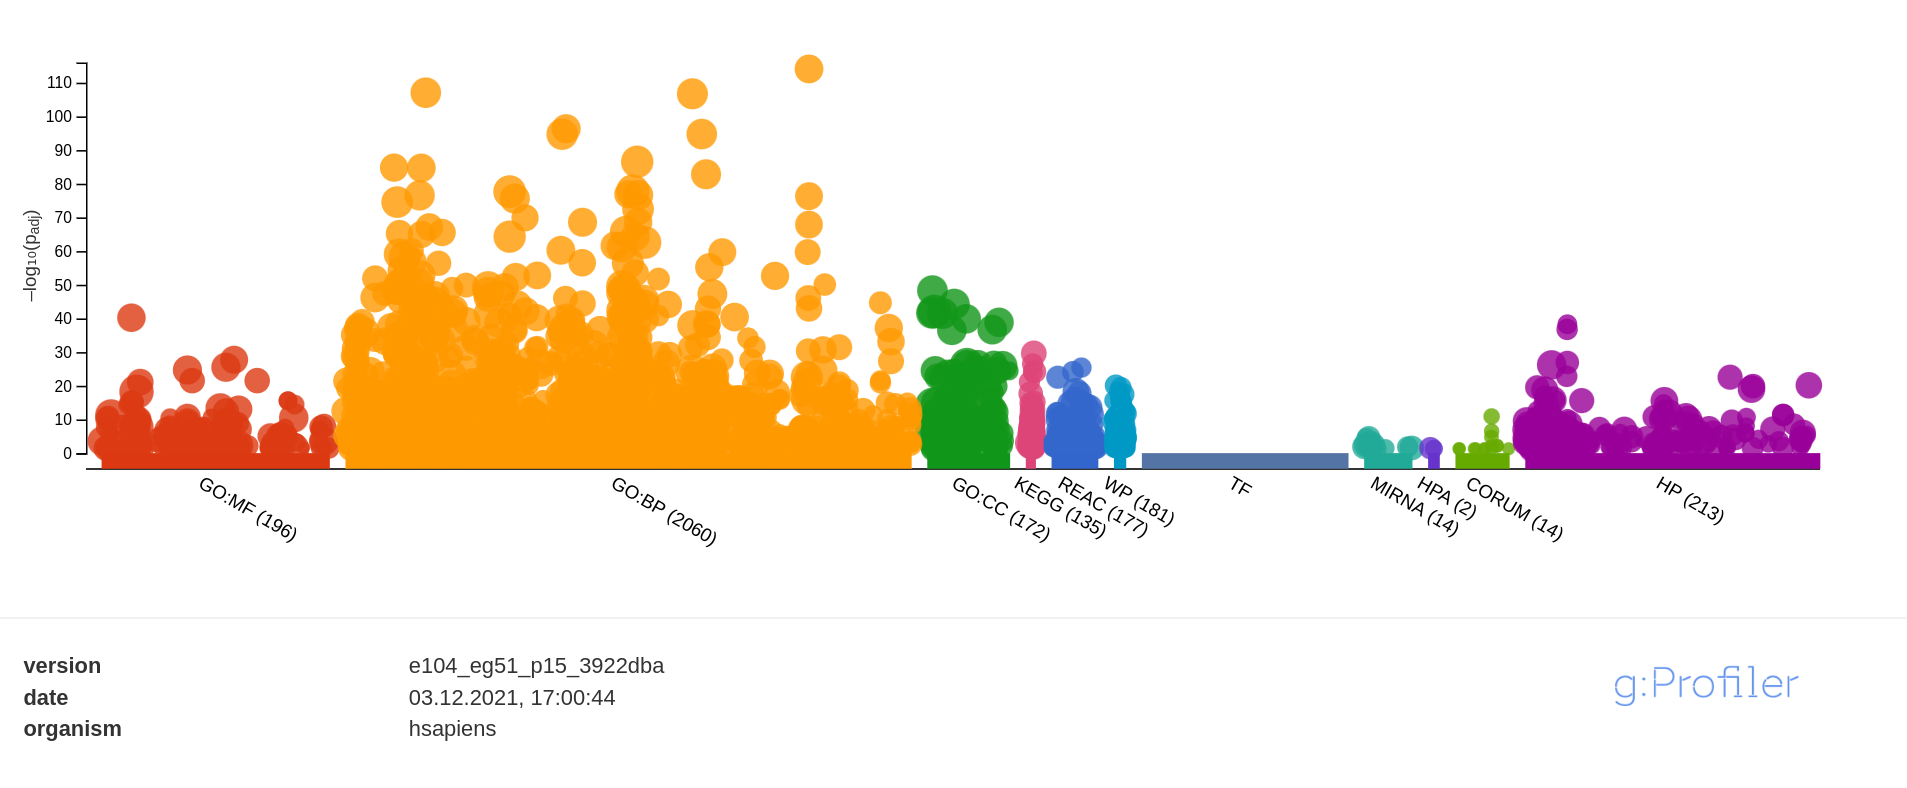 110
100
90
80
70
60
50
40
30
20
10
0
−log₁₀(padj)
GO:MF (196)
GO:BP (2060)
GO:CC (172)
KEGG (135)
REAC (177)
WP (181)
TF
MIRNA (14)
HPA (2)
CORUM (14)
HP (213)
version e104_eg51_p15_3922dba
date 03.12.2021, 17:00:44
organism hsapiens
g:Profiler